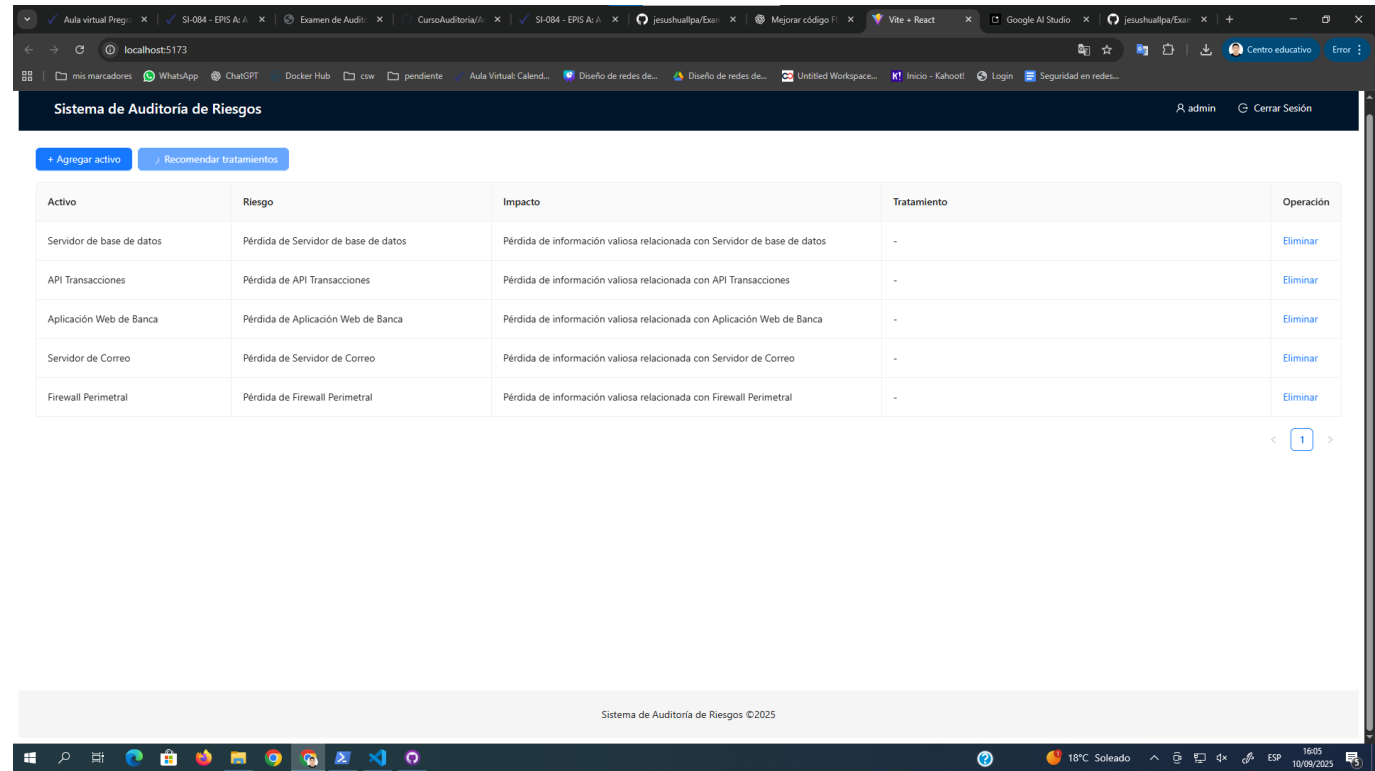 Aula virtual Pregr
SI-084 - EPIS A: A
Examen de Audito
CursoAuditoria/A
SI-084 - EPIS A: A
jesushuallpa/Exam
Mejorar código Fl
Vite + React
Google AI Studio
jesushuallpa/Exam
localhost:5173
Centro educativo
Error
mis marcadores
WhatsApp
ChatGPT
Docker Hub
csw
pendiente
Aula Virtual: Calend...
Diseño de redes de...
Diseño de redes de...
Untitled Workspace...
Inicio - Kahoot!
Login
Seguridad en redes...
Sistema de Auditoría de Riesgos
admin
Cerrar Sesión
+ Agregar activo
Recomendar tratamientos
Activo Riesgo Impacto Tratamiento Operación
Servidor de base de datos Pérdida de Servidor de base de datos Pérdida de información valiosa relacionada con Servidor de base de datos - Eliminar
API Transacciones Pérdida de API Transacciones Pérdida de información valiosa relacionada con API Transacciones - Eliminar
Aplicación Web de Banca Pérdida de Aplicación Web de Banca Pérdida de información valiosa relacionada con Aplicación Web de Banca - Eliminar
Servidor de Correo Pérdida de Servidor de Correo Pérdida de información valiosa relacionada con Servidor de Correo - Eliminar
Firewall Perimetral Pérdida de Firewall Perimetral Pérdida de información valiosa relacionada con Firewall Perimetral - Eliminar
< 1 >
Sistema de Auditoría de Riesgos ©2025
18°C Soleado
ESP
16:05
10/09/2025
5